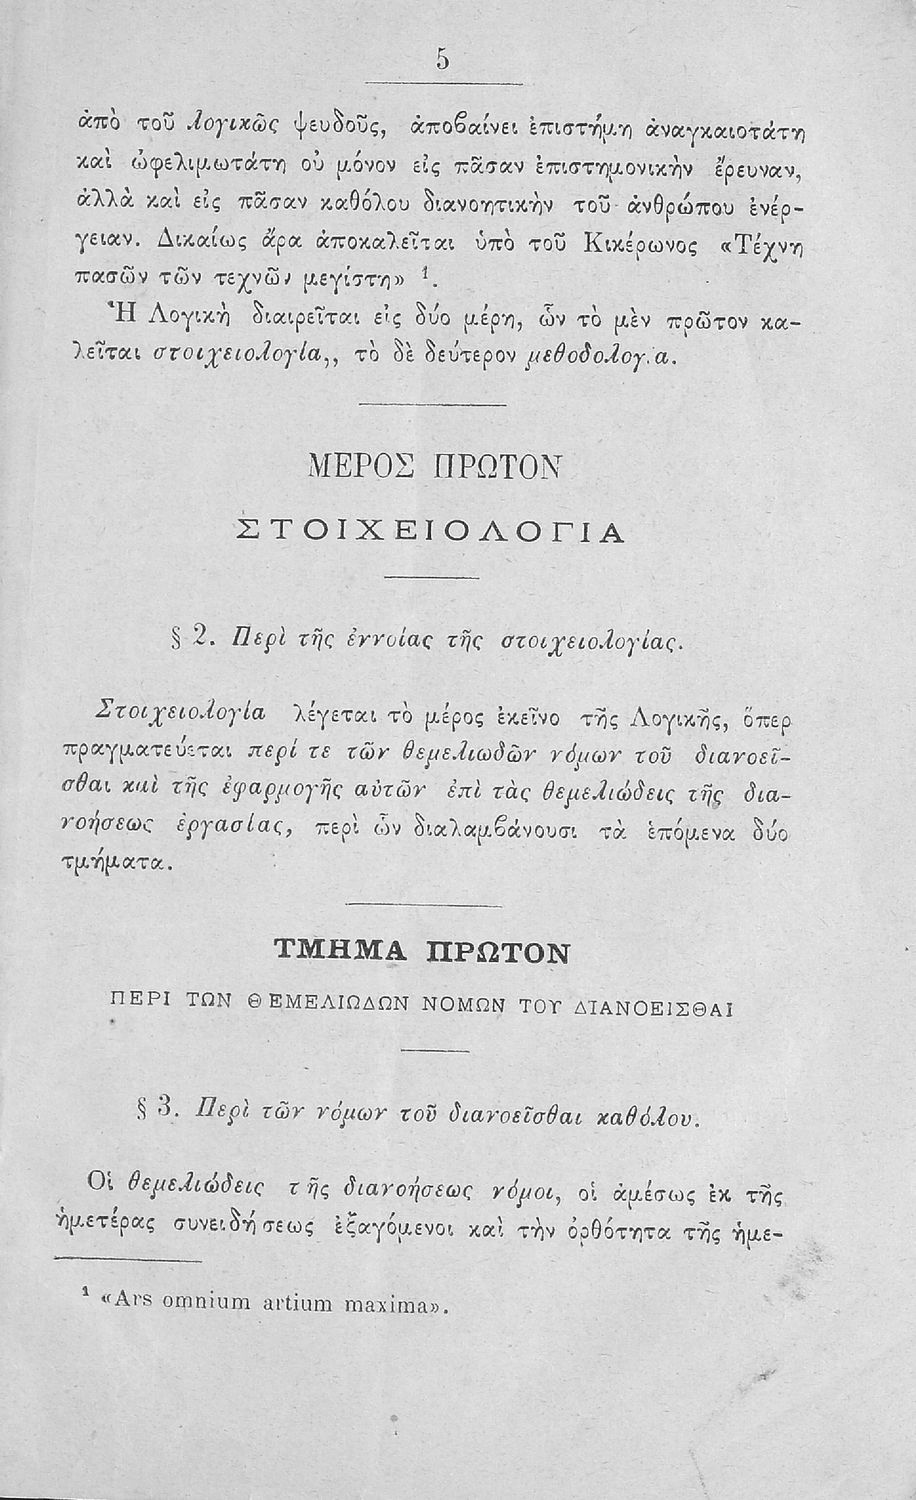 5
ἀπὸ τοῦ λογικῶς ψευδοῦς, ἀποβαίνει ἐπιστήμη ἀναγκαιοτάτη
καὶ ὠφελιμωτάτη οὐ μόνον εἰς πᾶσαν ἐπιστημονικὴν ἔρευναν,
ἀλλὰ καὶ εἰς πᾶσαν καθόλου διανοητικὴν τοῦ ἀνθρώπου ἐνέρ-
γειαν. Δικαίως ἄρα ἀποκαλεῖται ὑπὸ τοῦ Κικέρωνος «Τέχνη
πασῶν τῶν τεχνῶν μεγίστη» ¹.
Ἡ Λογικὴ διαιρεῖται εἰς δύο μέρη, ὧν τὸ μὲν πρῶτον κα-
λεῖται στοιχειολογία,, τὸ δὲ δεύτερον μεθοδολογία.
ΜΕΡΟΣ ΠΡΩΤΟΝ
ΣΤΟΙΧΕΙΟΛΟΓΙΑ
§ 2. Περὶ τῆς ἐννοίας τῆς στοιχειολογίας.
Στοιχειολογία λέγεται τὸ μέρος ἐκεῖνο τῆς Λογικῆς, ὅπερ
πραγματεύεται περί τε τῶν θεμελιωδῶν νόμων τοῦ διανοεῖ-
σθαι καὶ τῆς ἐφαρμογῆς αὐτῶν ἐπὶ τὰς θεμελιώδεις τῆς δια-
νοήσεως ἐργασίας, περὶ ὧν διαλαμβάνουσι τὰ ἑπόμενα δύο
τμήματα.
ΤΜΗΜΑ ΠΡΩΤΟΝ
ΠΕΡΙ ΤΩΝ ΘΕΜΕΛΙΩΔΩΝ ΝΟΜΩΝ ΤΟΥ ΔΙΑΝΟΕΙΣΘΑΙ
§ 3. Περὶ τῶν νόμων τοῦ διανοεῖσθαι καθόλου.
Οἱ θεμελιώδεις τῆς διανοήσεως νόμοι, οἱ ἀμέσως ἐκ τῆς
ἡμετέρας συνειδήσεως ἐξαγόμενοι καὶ τὴν ὀρθότητα τῆς ἡμε-
¹ «Ars omnium artium maxima».